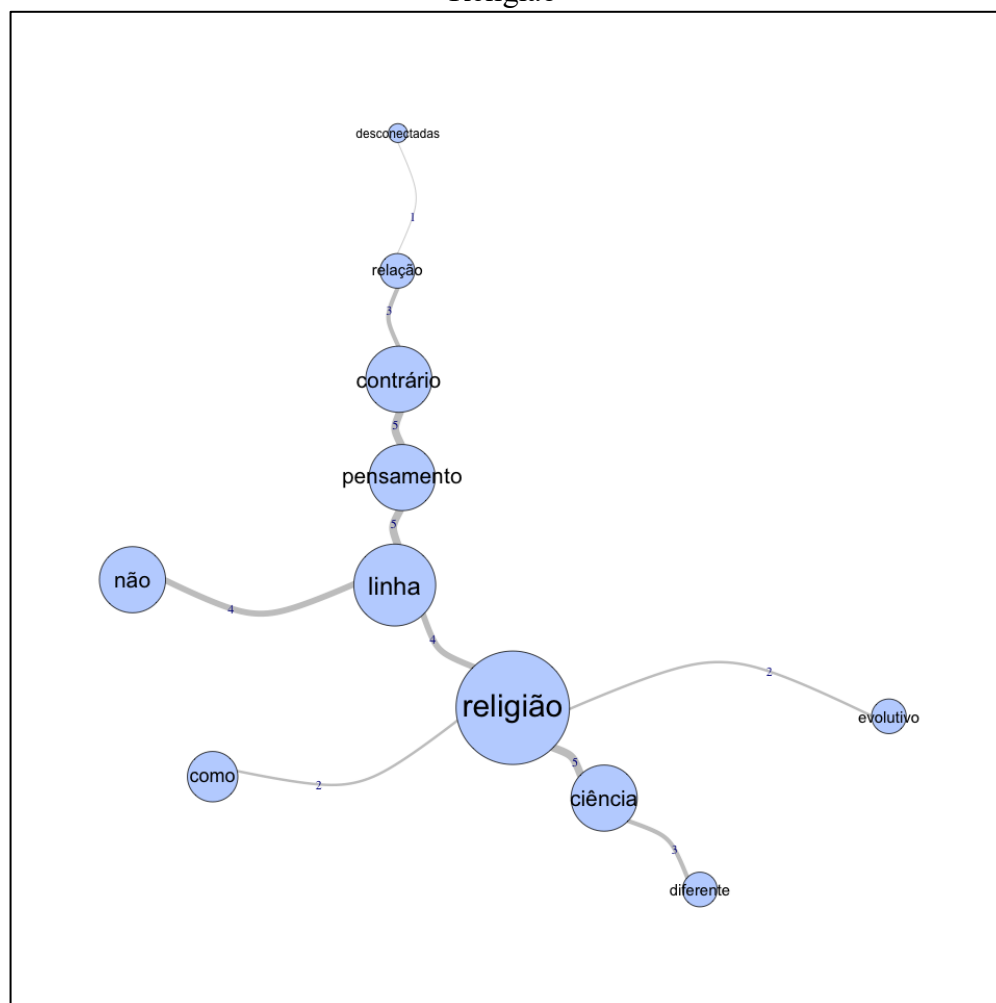 Religião
desconectadas
1
relação
3
contrário
5
pensamento
5
não
4
linha
4
religião
2
evolutivo
como
2
5
ciência
3
diferente